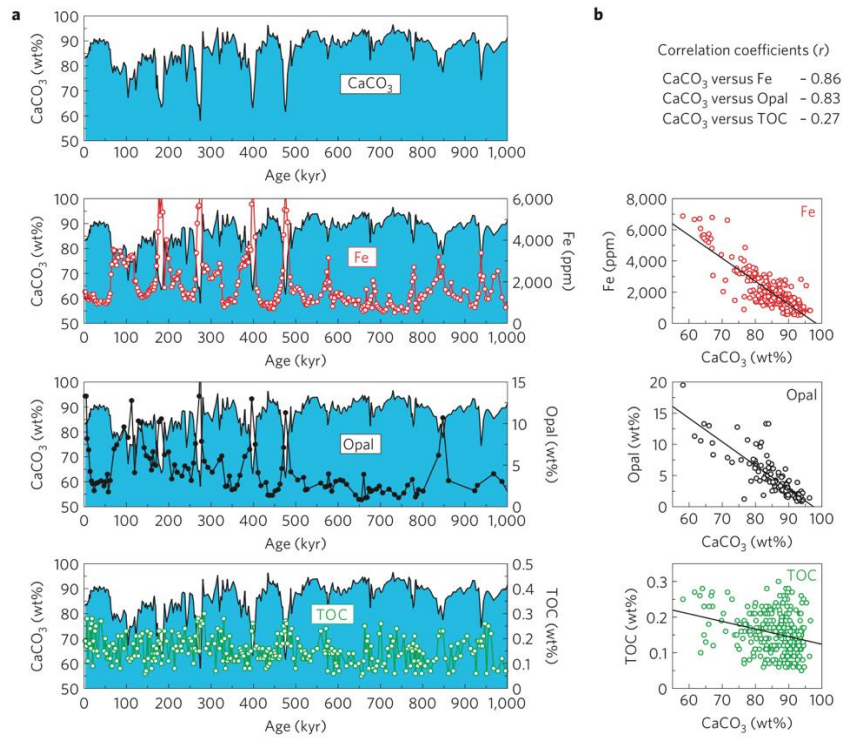 a
CaCO₃ (wt%)
100
90
80
70
60
50
CaCO₃
0 100 200 300 400 500 600 700 800 900 1,000
Age (kyr)
CaCO₃ (wt%)
100
90
80
70
60
50
Fe
6,000
4,000
2,000
0
Fe (ppm)
0 100 200 300 400 500 600 700 800 900 1,000
Age (kyr)
CaCO₃ (wt%)
100
90
80
70
60
50
Opal
15
10
5
0
Opal (wt%)
0 100 200 300 400 500 600 700 800 900 1,000
Age (kyr)
CaCO₃ (wt%)
100
90
80
70
60
50
TOC
0.5
0.4
0.3
0.2
0.1
0
TOC (wt%)
0 100 200 300 400 500 600 700 800 900 1,000
Age (kyr)
b
Correlation coefficients (r)
CaCO₃ versus Fe – 0.86
CaCO₃ versus Opal – 0.83
CaCO₃ versus TOC – 0.27
Fe (ppm)
8,000
6,000
4,000
2,000
0
Fe
60 70 80 90 100
CaCO₃ (wt%)
Opal (wt%)
20
15
10
5
0
Opal
60 70 80 90 100
CaCO₃ (wt%)
TOC (wt%)
0.3
0.2
0.1
0
TOC
60 70 80 90 100
CaCO₃ (wt%)